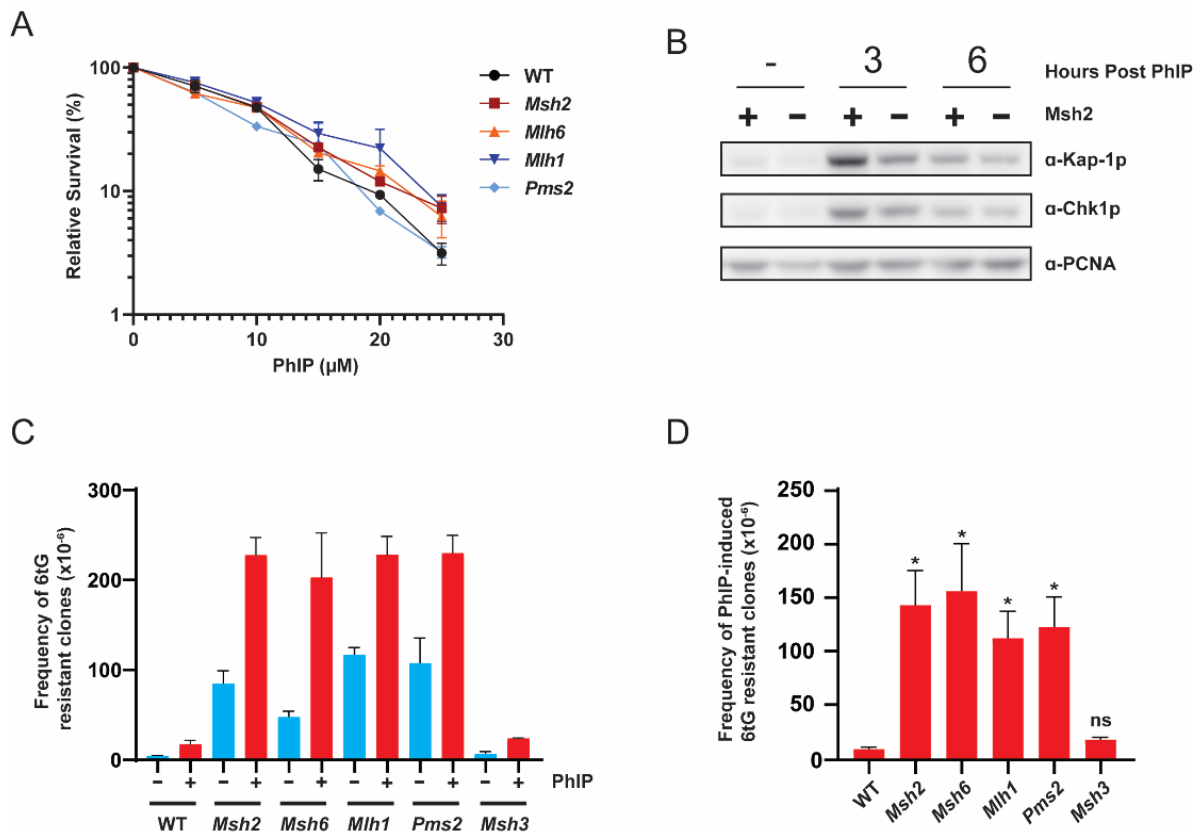 A
Relative Survival (%)
100
10
1
0
10
20
30
PhIP (µM)
WT
Msh2
Mlh6
Mlh1
Pms2
B
- 3 6 Hours Post PhIP
+ − + − + − Msh2
α-Kap-1p
α-Chk1p
α-PCNA
C
Frequency of 6tG
resistant clones (x10⁻⁶)
300
200
100
0
− + − + − + − + − + − + PhIP
WT Msh2 Msh6 Mlh1 Pms2 Msh3
D
Frequency of PhIP-induced
6tG resistant clones (x10⁻⁶)
250
200
150
100
50
0
* * * * ns
WT Msh2 Msh6 Mlh1 Pms2 Msh3